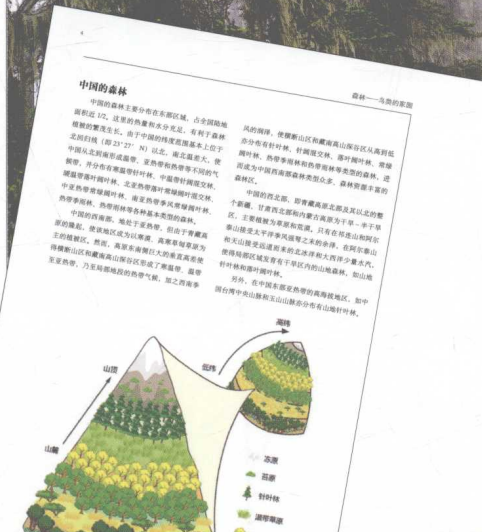 4
森林——鸟类的家园
中国的森林
中国的森林主要分布在东部区域，占全国陆地
面积近 1/2。这里的热量和水分充足，有利于森林
植被的繁茂生长。由于中国的纬度范围基本上位于
北回归线（即 23°27′ N）以北，南北温差大，使
中国从北到南形成温带、亚热带和热带等不同的气
候带，并分布有寒温带针叶林、中温带针阔混交林、
暖温带落叶阔叶林、北亚热带落叶常绿阔叶混交林、
中亚热带常绿阔叶林、南亚热带季风常绿阔叶林、
热带季雨林、热带雨林等各种基本类型的森林。
中国的西南部，地处于亚热带，但由于青藏高
原的隆起，使该地区成为以寒漠、高寒草甸草原为
主的植被区。然而，高原东南侧巨大的垂直高差使
得横断山区和藏南高山深谷区形成了寒温带、温带
至亚热带，乃至局部地段的热带气候，加之西南季
风的润泽，使横断山区和藏南高山深谷区从高到低
亦分布有针叶林、针阔混交林、落叶阔叶林、常绿
阔叶林、热带季雨林和热带雨林等类型的森林，进
而成为中国西南部森林类型众多、森林资源丰富的
森林区。
中国的西北部，即青藏高原北部及其以北的整
个新疆、甘肃西北部和内蒙古高原为干旱-半干旱
区，主要植被为草原和荒漠。只有在祁连山和阿尔
泰山接受太平洋季风强弩之末的余泽，在阿尔泰山
和天山接受远道而来的北冰洋和大西洋少量水汽，
使得局部区域发育有干旱区内的山地森林，如山地
针叶林和落叶阔叶林。
另外，在中国东部亚热带的高海拔地区，如中
国台湾中央山脉和玉山山脉亦分布有山地针叶林。
高纬
低纬
山顶
山麓
冻原
苔原
针叶林
温带草原